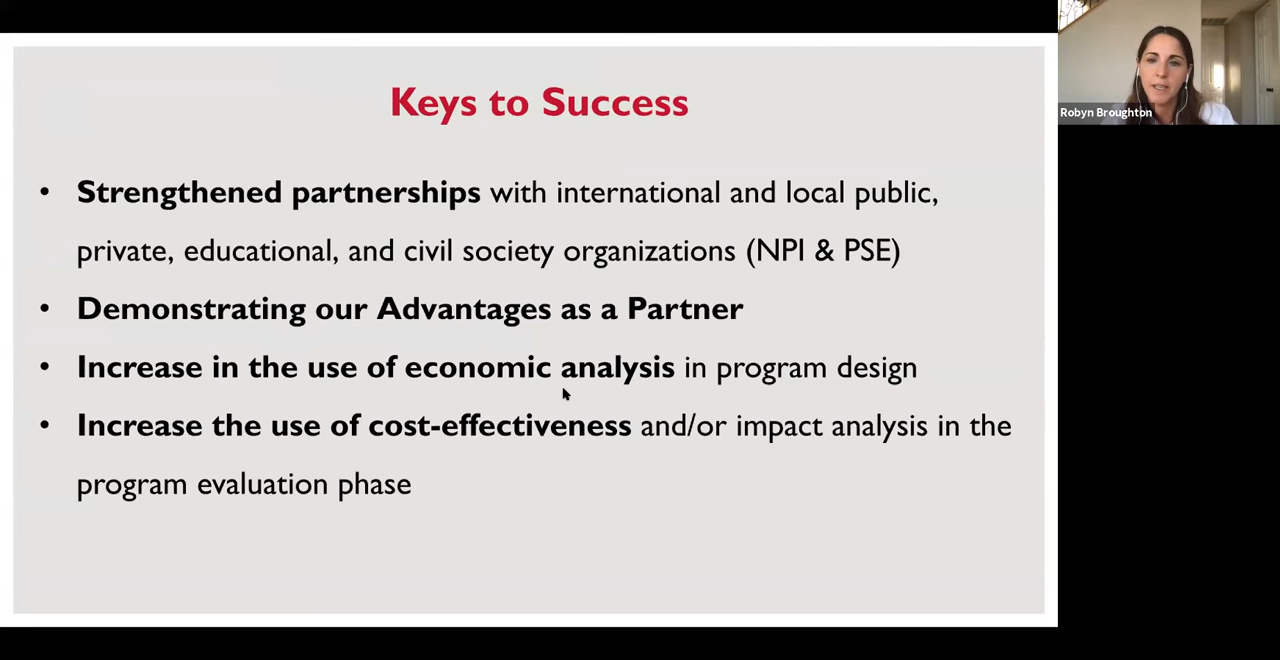 Keys to Success
• Strengthened partnerships with international and local public,
private, educational, and civil society organizations (NPI & PSE)
• Demonstrating our Advantages as a Partner
• Increase in the use of economic analysis in program design
• Increase the use of cost-effectiveness and/or impact analysis in the
program evaluation phase
Robyn Broughton